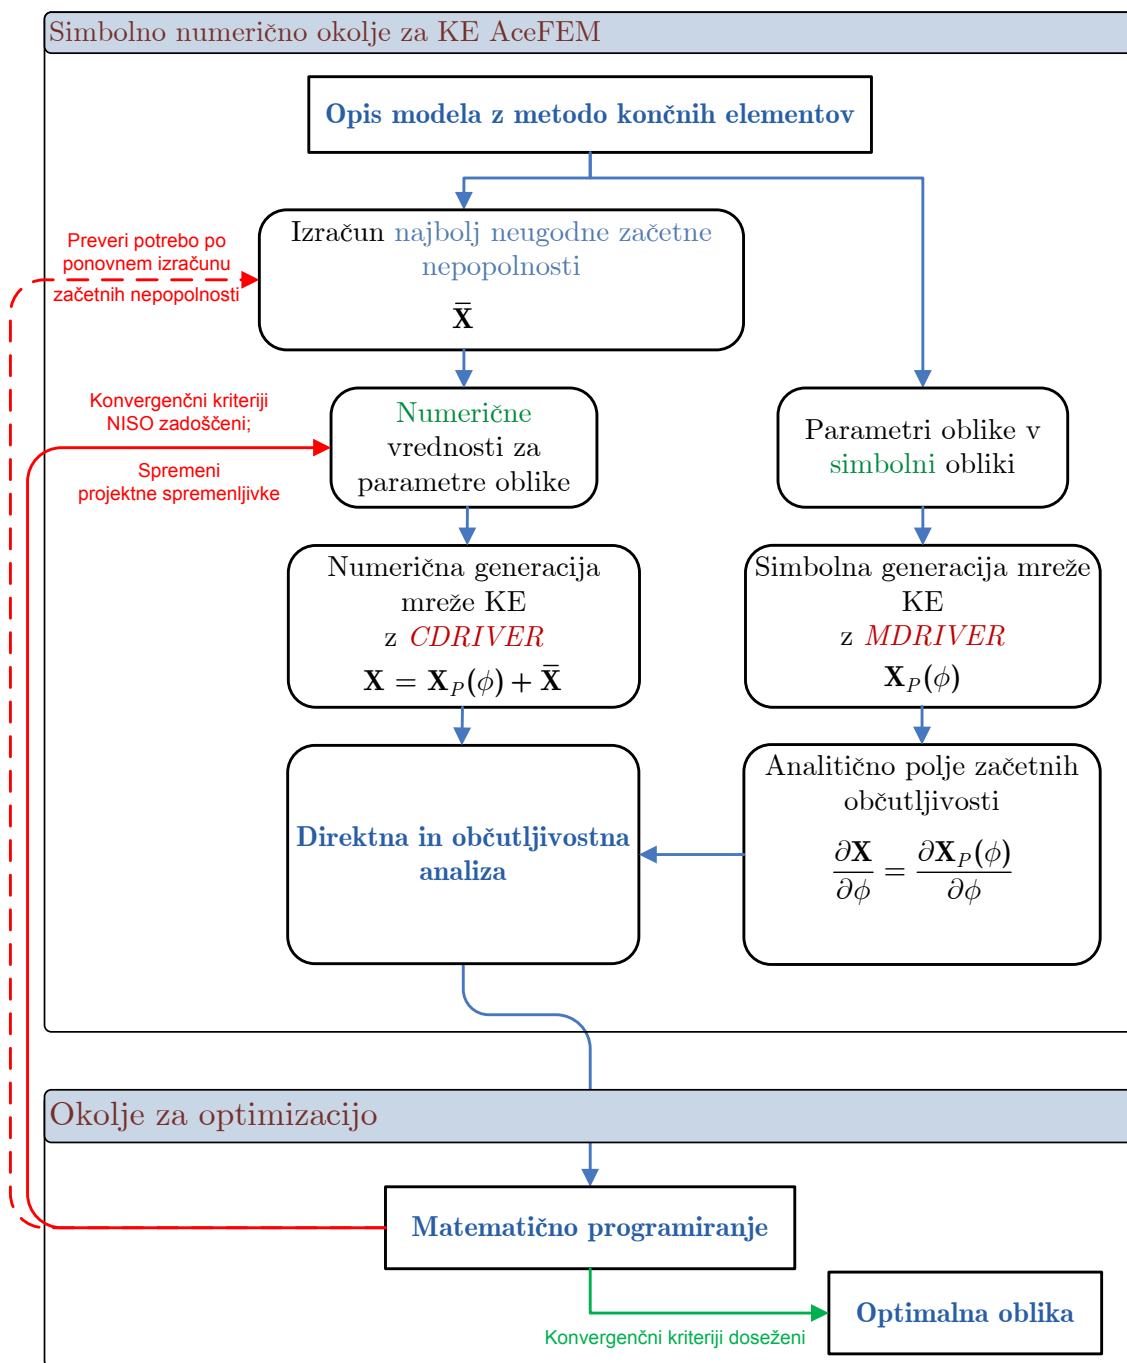 Simbolno numerično okolje za KE AceFEM
Opis modela z metodo končnih elementov
Izračun najbolj neugodne začetne
nepopolnosti
X̄
Preveri potrebo po
ponovnem izračunu
začetnih nepopolnosti
Konvergenčni kriteriji
NISO zadoščeni;
Spremeni
projektne spremenljivke
Numerične
vrednosti za
parametre oblike
Parametri oblike v
simbolni obliki
Numerična generacija
mreže KE
z CDRIVER
X = X_P(ϕ) + X̄
Simbolna generacija mreže
KE
z MDRIVER
X_P(ϕ)
Direktna in občutljivostna
analiza
Analitično polje začetnih
občutljivosti
∂X/∂ϕ = ∂X_P(ϕ)/∂ϕ
Okolje za optimizacijo
Matematično programiranje
Optimalna oblika
Konvergenčni kriteriji doseženi